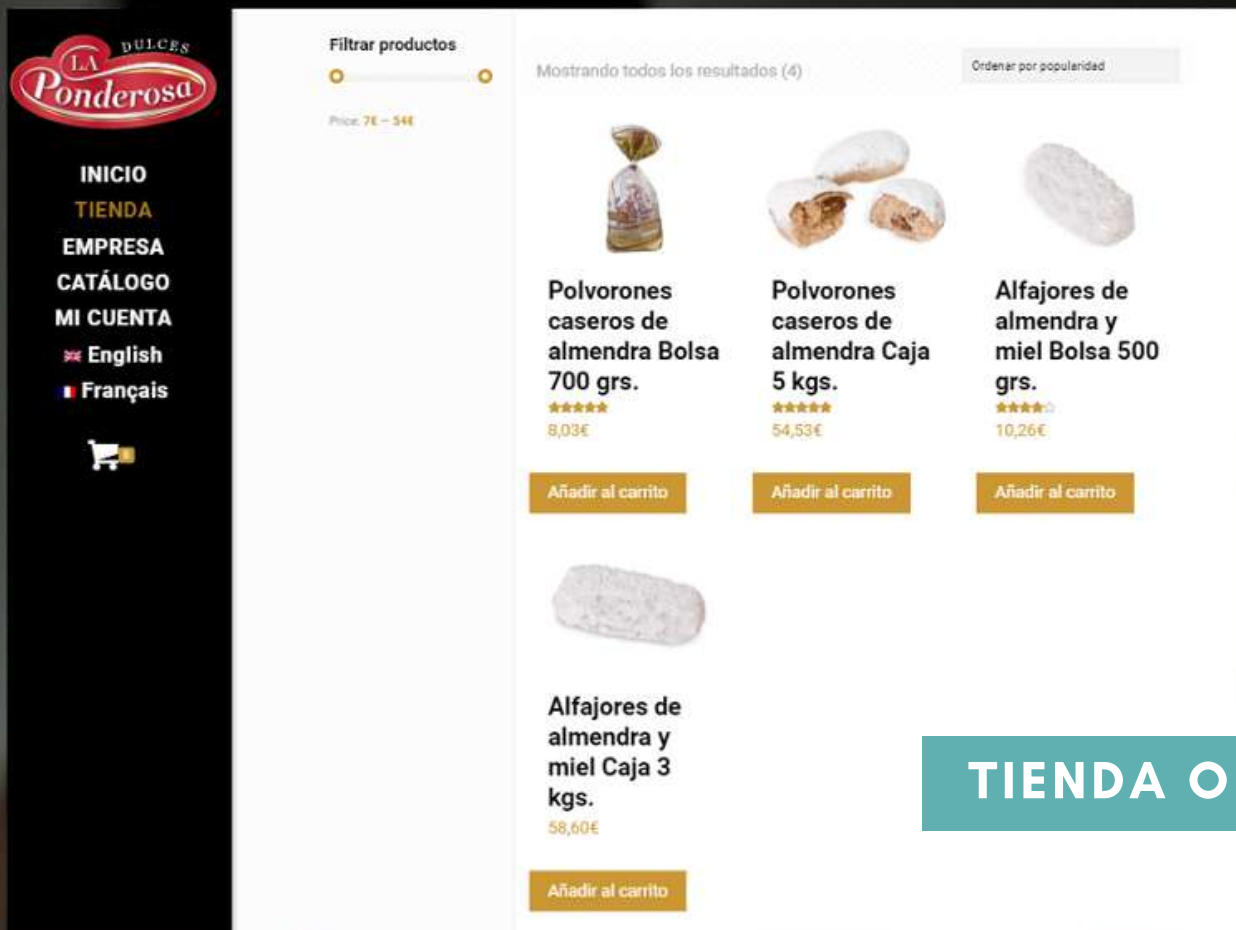 DULCES
LA
Ponderosa
INICIO
TIENDA
EMPRESA
CATÁLOGO
MI CUENTA
English
Français
Filtrar productos
Price: 7€ — 54€
Mostrando todos los resultados (4)
Ordenar por popularidad
Polvorones
caseros de
almendra Bolsa
700 grs.
8,03€
Añadir al carrito
Polvorones
caseros de
almendra Caja
5 kgs.
54,53€
Añadir al carrito
Alfajores de
almendra y
miel Bolsa 500
grs.
10,26€
Añadir al carrito
Alfajores de
almendra y
miel Caja 3
kgs.
58,60€
Añadir al carrito
TIENDA O